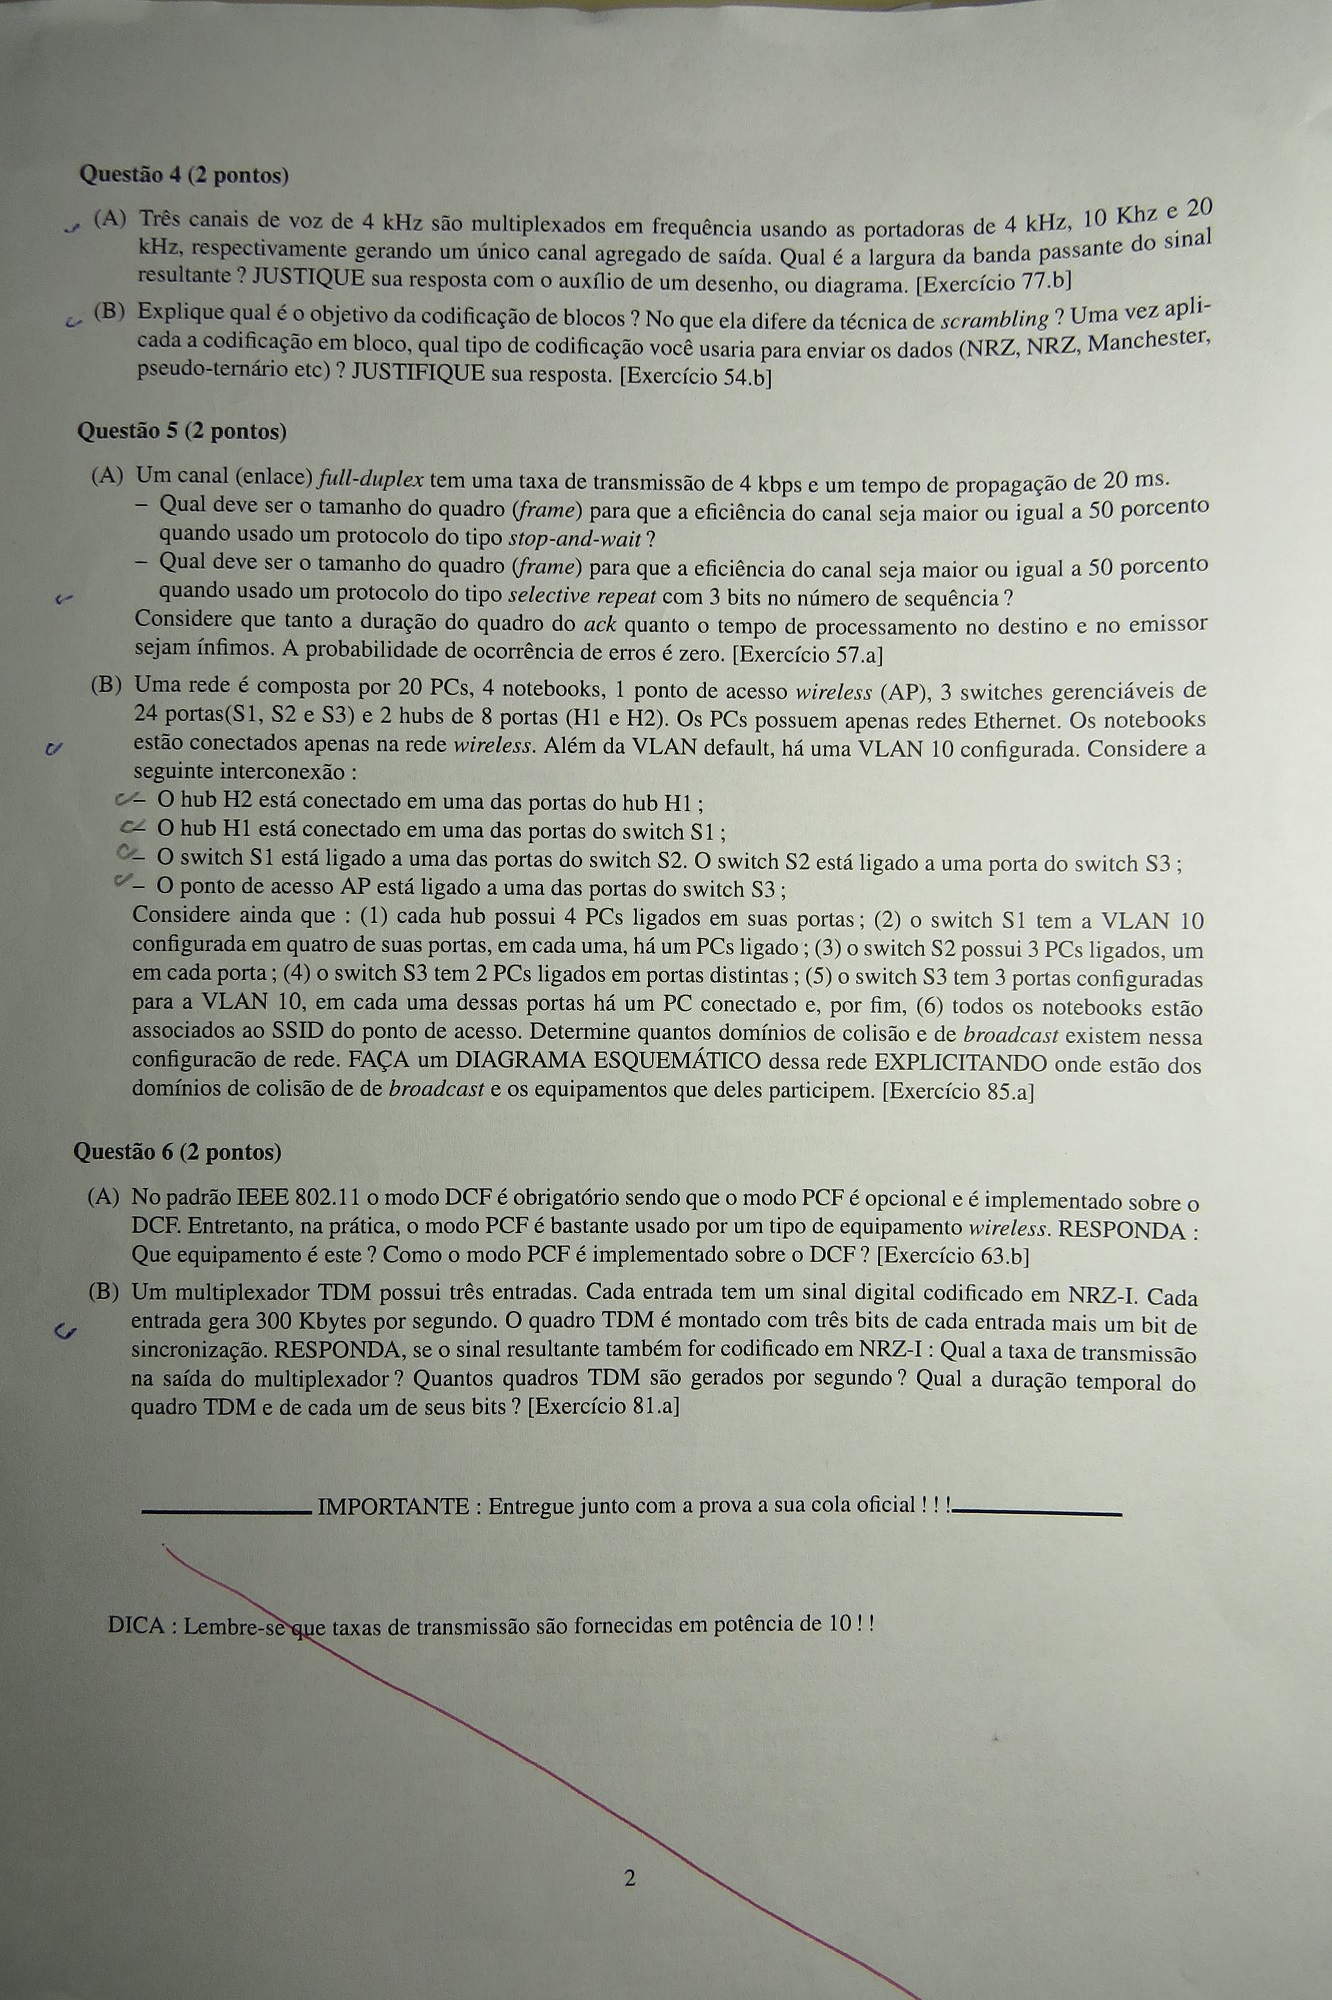 Questão 4 (2 pontos)
(A) Três canais de voz de 4 kHz são multiplexados em frequência usando as portadoras de 4 kHz, 10 Khz e 20
kHz, respectivamente gerando um único canal agregado de saída. Qual é a largura da banda passante do sinal
resultante ? JUSTIQUE sua resposta com o auxílio de um desenho, ou diagrama. [Exercício 77.b]
(B) Explique qual é o objetivo da codificação de blocos ? No que ela difere da técnica de scrambling ? Uma vez apli-
cada a codificação em bloco, qual tipo de codificação você usaria para enviar os dados (NRZ, NRZ, Manchester,
pseudo-ternário etc) ? JUSTIFIQUE sua resposta. [Exercício 54.b]
Questão 5 (2 pontos)
(A) Um canal (enlace) full-duplex tem uma taxa de transmissão de 4 kbps e um tempo de propagação de 20 ms.
– Qual deve ser o tamanho do quadro (frame) para que a eficiência do canal seja maior ou igual a 50 porcento
quando usado um protocolo do tipo stop-and-wait ?
– Qual deve ser o tamanho do quadro (frame) para que a eficiência do canal seja maior ou igual a 50 porcento
quando usado um protocolo do tipo selective repeat com 3 bits no número de sequência ?
Considere que tanto a duração do quadro do ack quanto o tempo de processamento no destino e no emissor
sejam ínfimos. A probabilidade de ocorrência de erros é zero. [Exercício 57.a]
(B) Uma rede é composta por 20 PCs, 4 notebooks, 1 ponto de acesso wireless (AP), 3 switches gerenciáveis de
24 portas(S1, S2 e S3) e 2 hubs de 8 portas (H1 e H2). Os PCs possuem apenas redes Ethernet. Os notebooks
estão conectados apenas na rede wireless. Além da VLAN default, há uma VLAN 10 configurada. Considere a
seguinte interconexão :
– O hub H2 está conectado em uma das portas do hub H1 ;
– O hub H1 está conectado em uma das portas do switch S1 ;
– O switch S1 está ligado a uma das portas do switch S2. O switch S2 está ligado a uma porta do switch S3 ;
– O ponto de acesso AP está ligado a uma das portas do switch S3 ;
Considere ainda que : (1) cada hub possui 4 PCs ligados em suas portas ; (2) o switch S1 tem a VLAN 10
configurada em quatro de suas portas, em cada uma, há um PCs ligado ; (3) o switch S2 possui 3 PCs ligados, um
em cada porta ; (4) o switch S3 tem 2 PCs ligados em portas distintas ; (5) o switch S3 tem 3 portas configuradas
para a VLAN 10, em cada uma dessas portas há um PC conectado e, por fim, (6) todos os notebooks estão
associados ao SSID do ponto de acesso. Determine quantos domínios de colisão e de broadcast existem nessa
configuracão de rede. FAÇA um DIAGRAMA ESQUEMÁTICO dessa rede EXPLICITANDO onde estão dos
domínios de colisão de de broadcast e os equipamentos que deles participem. [Exercício 85.a]
Questão 6 (2 pontos)
(A) No padrão IEEE 802.11 o modo DCF é obrigatório sendo que o modo PCF é opcional e é implementado sobre o
DCF. Entretanto, na prática, o modo PCF é bastante usado por um tipo de equipamento wireless. RESPONDA :
Que equipamento é este ? Como o modo PCF é implementado sobre o DCF ? [Exercício 63.b]
(B) Um multiplexador TDM possui três entradas. Cada entrada tem um sinal digital codificado em NRZ-I. Cada
entrada gera 300 Kbytes por segundo. O quadro TDM é montado com três bits de cada entrada mais um bit de
sincronização. RESPONDA, se o sinal resultante também for codificado em NRZ-I : Qual a taxa de transmissão
na saída do multiplexador ? Quantos quadros TDM são gerados por segundo ? Qual a duração temporal do
quadro TDM e de cada um de seus bits ? [Exercício 81.a]
IMPORTANTE : Entregue junto com a prova a sua cola oficial ! ! !
DICA : Lembre-se que taxas de transmissão são fornecidas em potência de 10 ! !
2